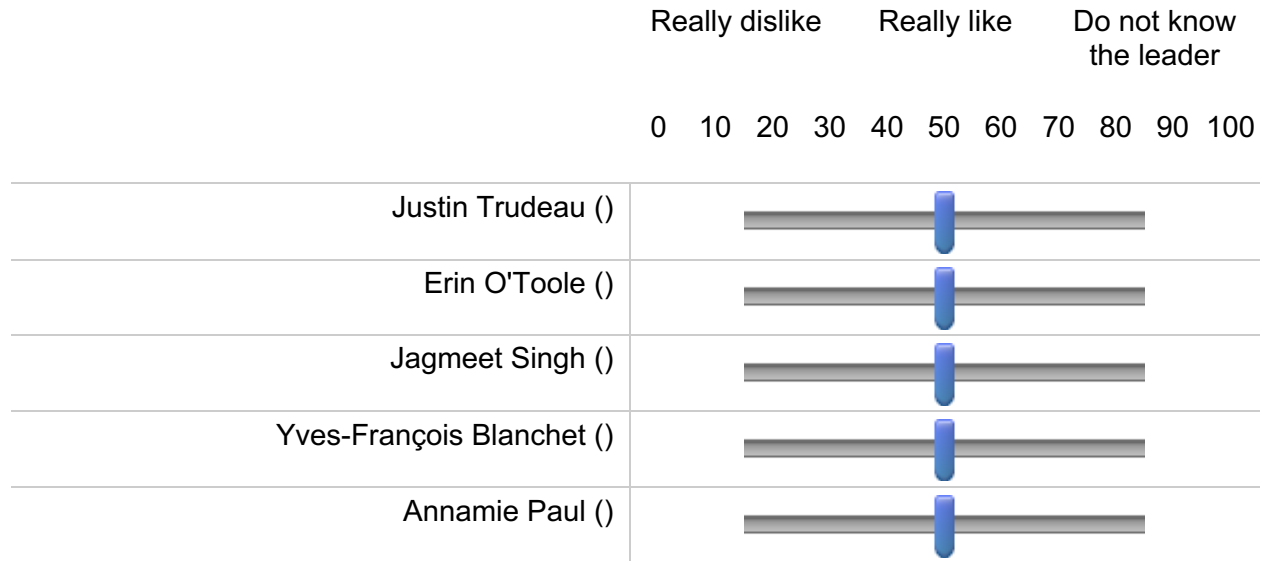 Really dislike Really like Do not know
the leader
0 10 20 30 40 50 60 70 80 90 100
Justin Trudeau ()
Erin O'Toole ()
Jagmeet Singh ()
Yves-François Blanchet ()
Annamie Paul ()